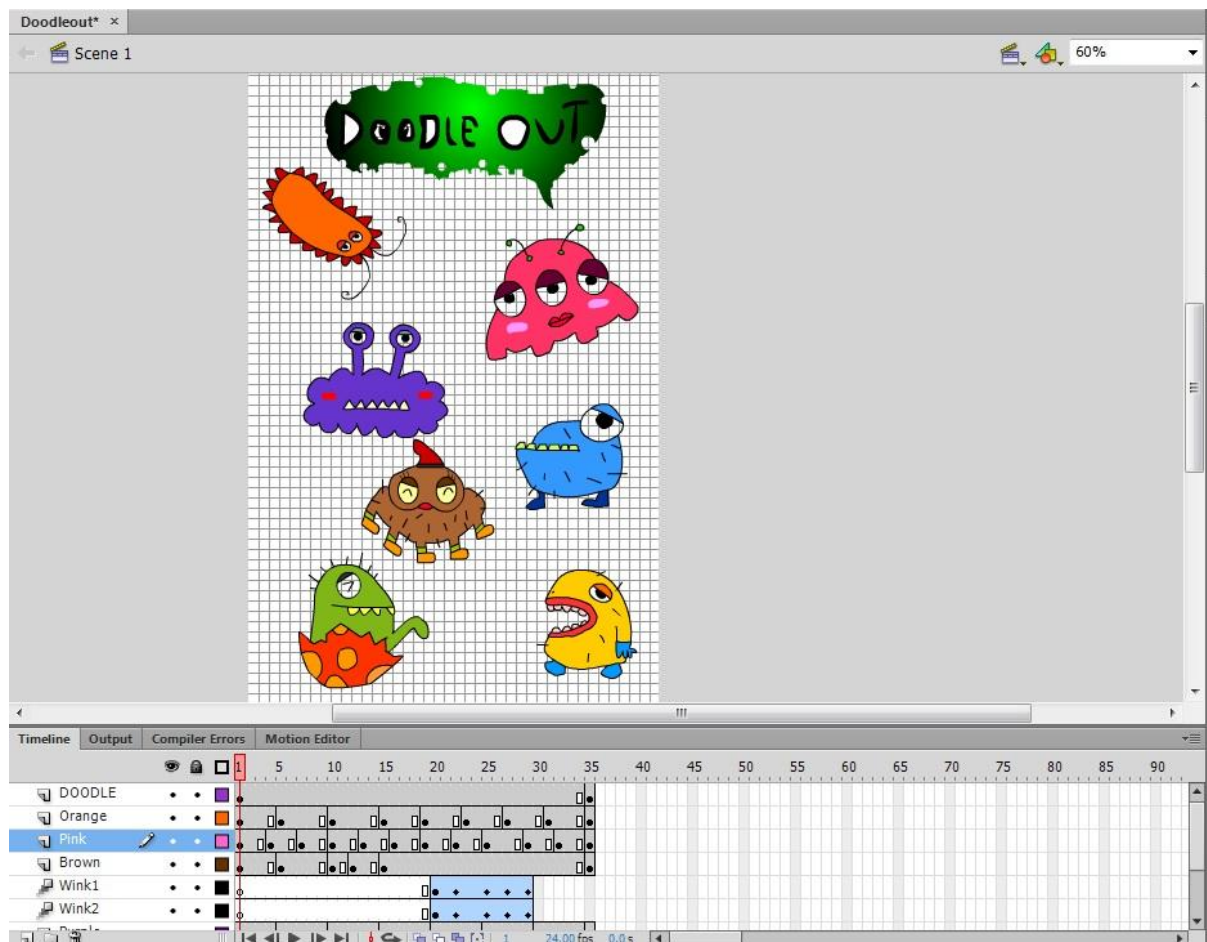 Doodleout* ×
Scene 1
60%
DOODLE OUT
Timeline Output Compiler Errors Motion Editor
1 5 10 15 20 25 30 35 40 45 50 55 60 65 70 75 80 85 90
DOODLE
Orange
Pink
Brown
Wink1
Wink2
1 24.00 fps 0.0 s